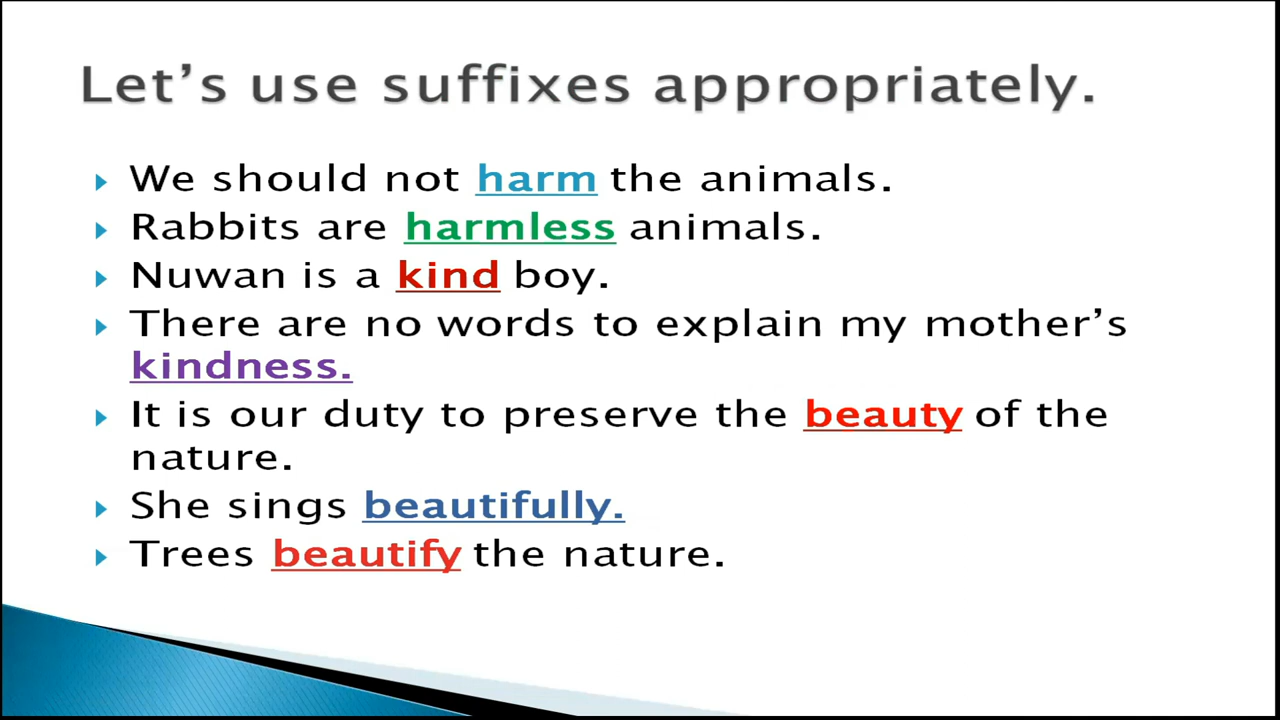 Let’s use suffixes appropriately.
We should not harm the animals.
Rabbits are harmless animals.
Nuwan is a kind boy.
There are no words to explain my mother’s
kindness.
It is our duty to preserve the beauty of the
nature.
She sings beautifully.
Trees beautify the nature.